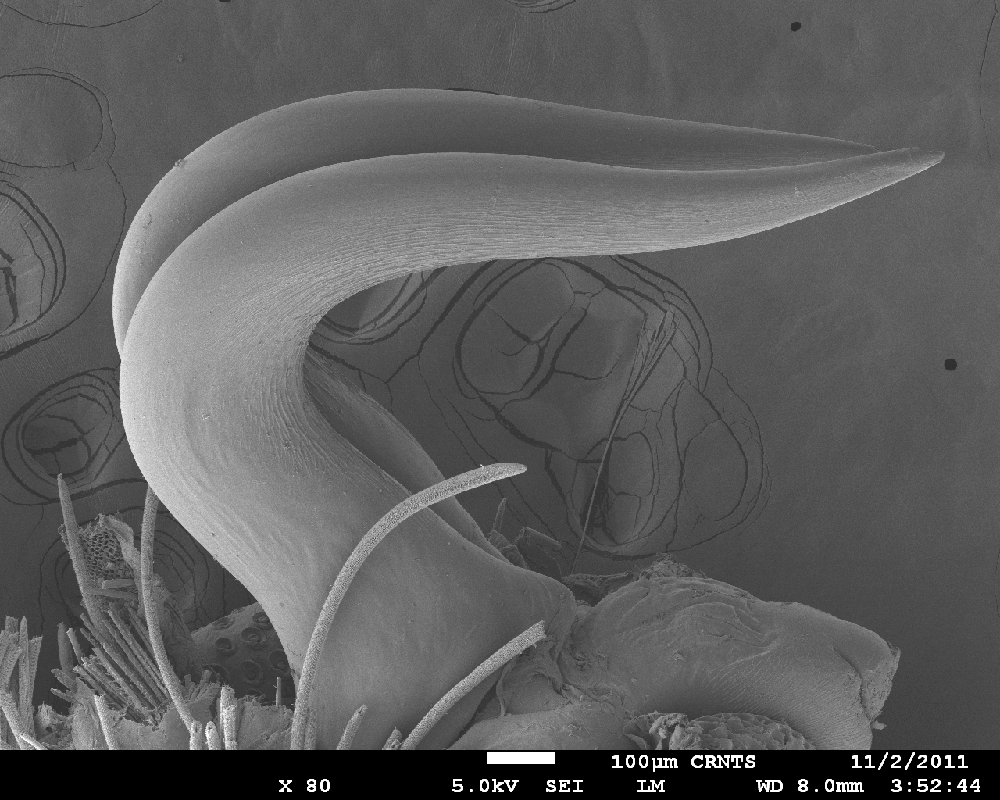 100µm CRNTS 11/2/2011
X 80 5.0kV SEI LM WD 8.0mm 3:52:44